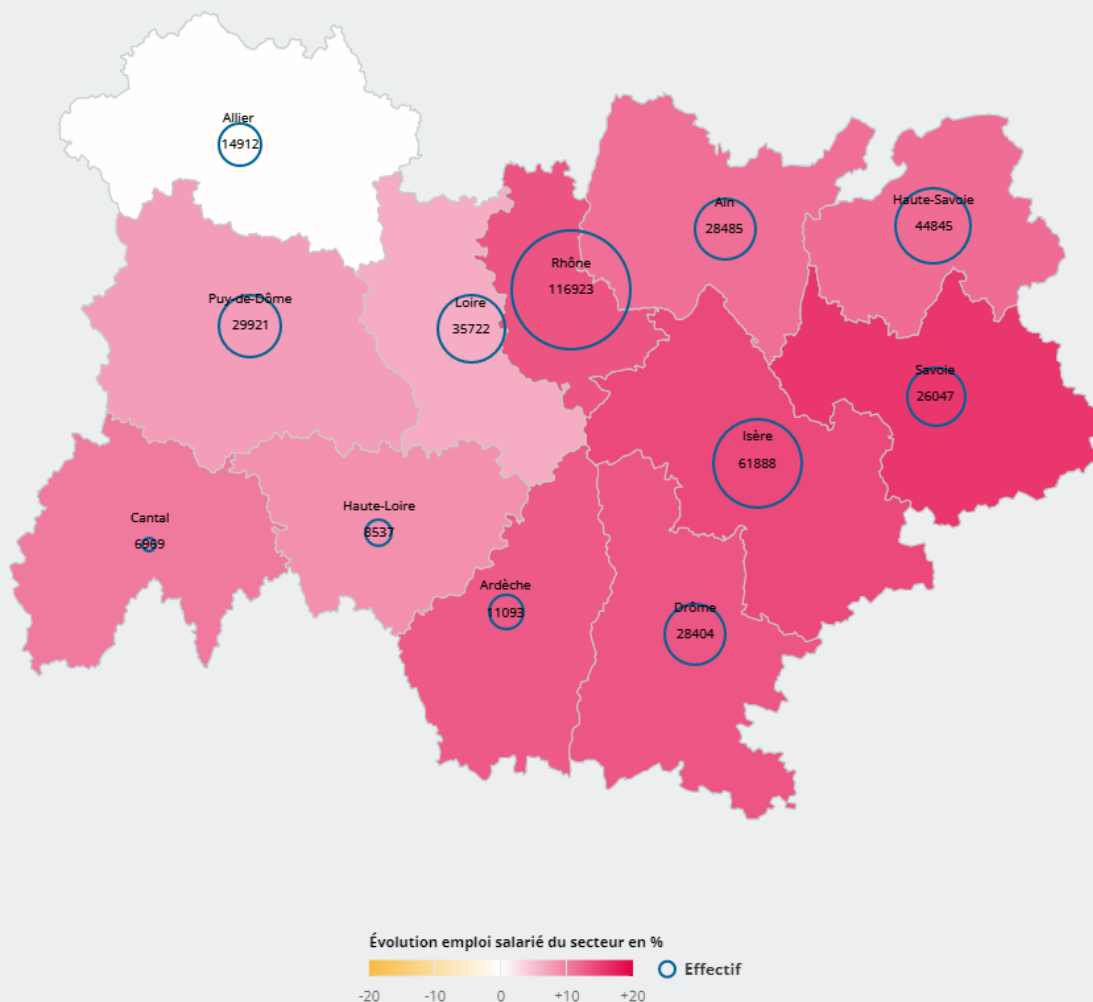 Allier
14912
Ain
28485
Haute-Savoie
44845
Rhône
116923
Puy-de-Dôme
29921
Loire
35722
Savoie
26047
Isère
61888
Cantal
6969
Haute-Loire
8537
Ardèche
11093
Drôme
28404
Évolution emploi salarié du secteur en %
Effectif
-20 -10 0 +10 +20